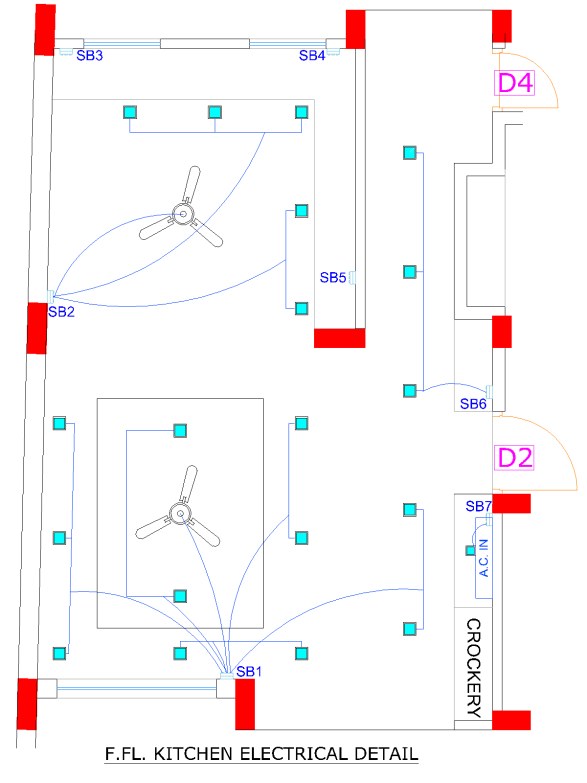 SB3
SB4
D4
SB5
SB2
SB6
D2
SB7
A.C. IN
CROCKERY
SB1
F.FL. KITCHEN ELECTRICAL DETAIL